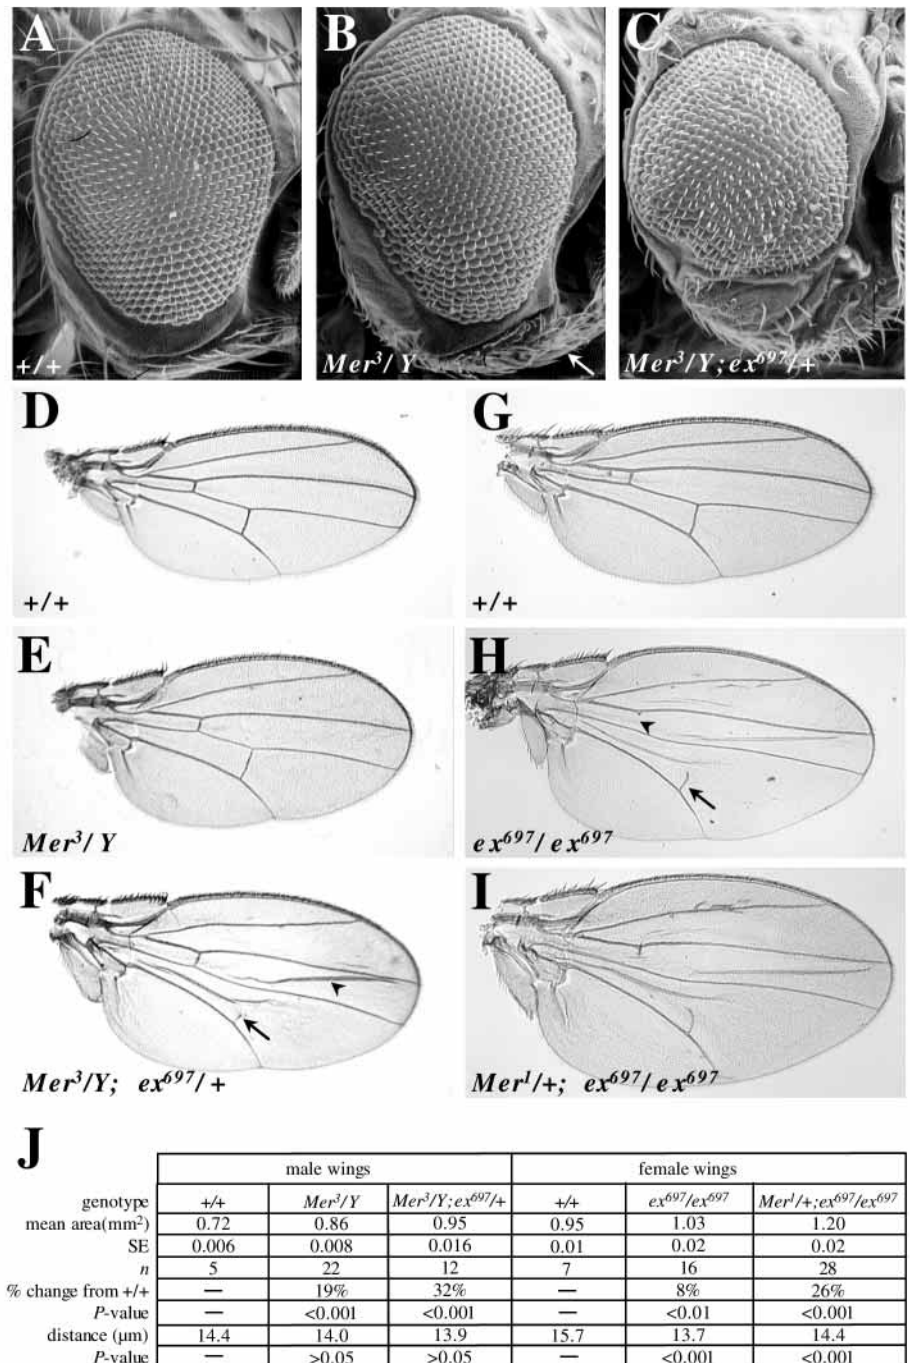 A B C
+/+ Mer³/Y Mer³/Y; ex⁶⁹⁷/+
D G
+/+ +/+
E H
Mer³/Y ex⁶⁹⁷/ex⁶⁹⁷
F I
Mer³/Y; ex⁶⁹⁷/+ Mer¹/+; ex⁶⁹⁷/ex⁶⁹⁷
J
male wings female wings
genotype +/+ Mer³/Y Mer³/Y;ex⁶⁹⁷/+ +/+ ex⁶⁹⁷/ex⁶⁹⁷ Mer¹/+;ex⁶⁹⁷/ex⁶⁹⁷
mean area(mm²) 0.72 0.86 0.95 0.95 1.03 1.20
SE 0.006 0.008 0.016 0.01 0.02 0.02
n 5 22 12 7 16 28
% change from +/+ — 19% 32% — 8% 26%
P-value — <0.001 <0.001 — <0.01 <0.001
distance (µm) 14.4 14.0 13.9 15.7 13.7 14.4
P-value — >0.05 >0.05 — <0.001 <0.001